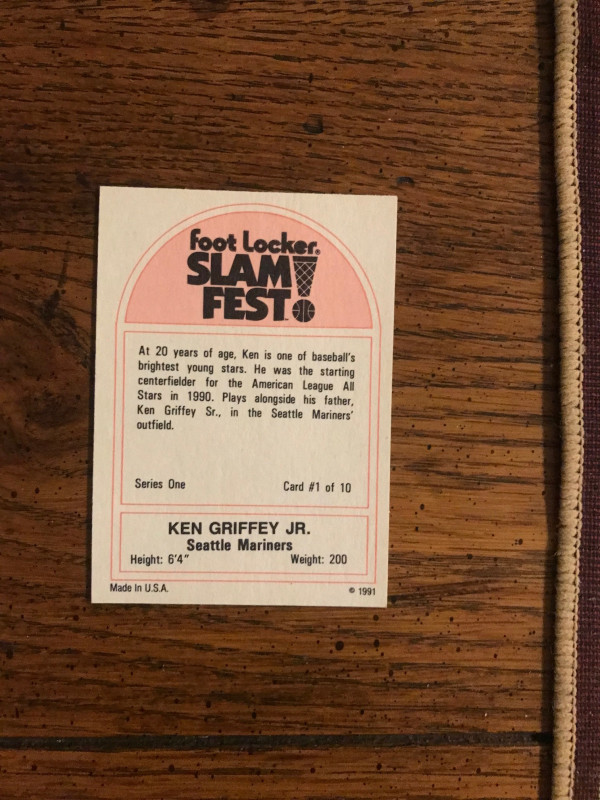 foot Locker®
SLAM
FEST!™
At 20 years of age, Ken is one of baseball's
brightest young stars. He was the starting
centerfielder for the American League All
Stars in 1990. Plays alongside his father,
Ken Griffey Sr., in the Seattle Mariners'
outfield.
Series One Card #1 of 10
KEN GRIFFEY JR.
Seattle Mariners
Height: 6'4" Weight: 200
Made In U.S.A. © 1991